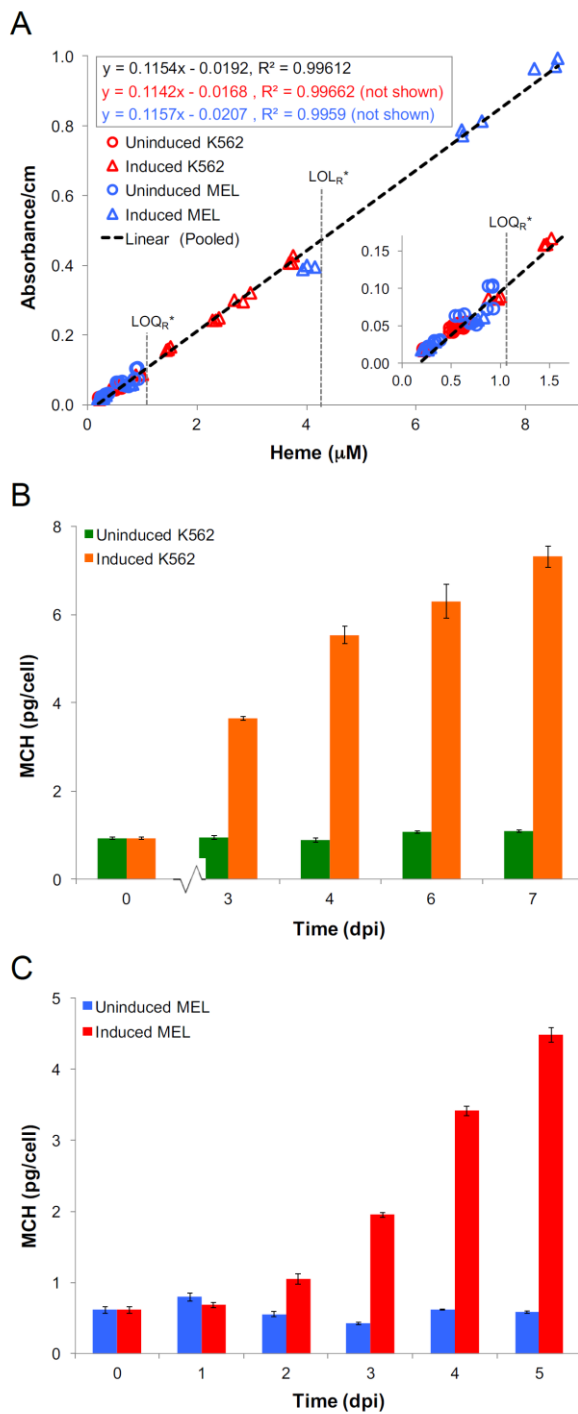 A
y = 0.1154x - 0.0192, R² = 0.99612
y = 0.1142x - 0.0168 , R² = 0.99662 (not shown)
y = 0.1157x - 0.0207 , R² = 0.9959 (not shown)
Uninduced K562
Induced K562
Uninduced MEL
Induced MEL
Linear (Pooled)
LOQR*
LOLR*
LOQR*
Absorbance/cm
1.0
0.8
0.6
0.4
0.2
0.0
0 2 4 6 8
Heme (μM)
0.15
0.10
0.05
0.00
0.0 0.5 1.0 1.5
B
Uninduced K562
Induced K562
MCH (pg/cell)
8
6
4
2
0
0 3 4 6 7
Time (dpi)
C
Uninduced MEL
Induced MEL
MCH (pg/cell)
5
4
3
2
1
0
0 1 2 3 4 5
Time (dpi)